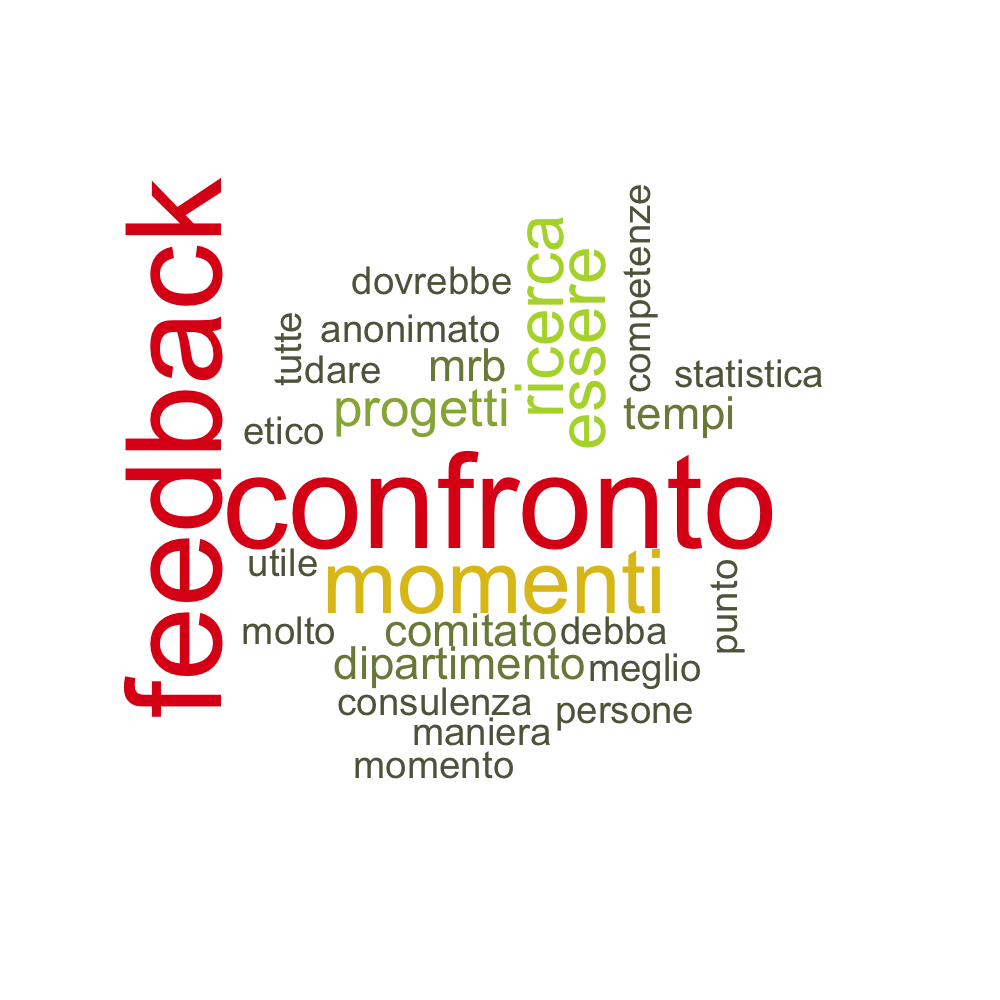 feedback
competenze
ricerca
essere
dovrebbe
tutte
anonimato
dare
mrb
statistica
progetti
tempi
etico
confronto
utile
momenti
punto
molto
comitato
debba
dipartimento
meglio
consulenza
persone
maniera
momento